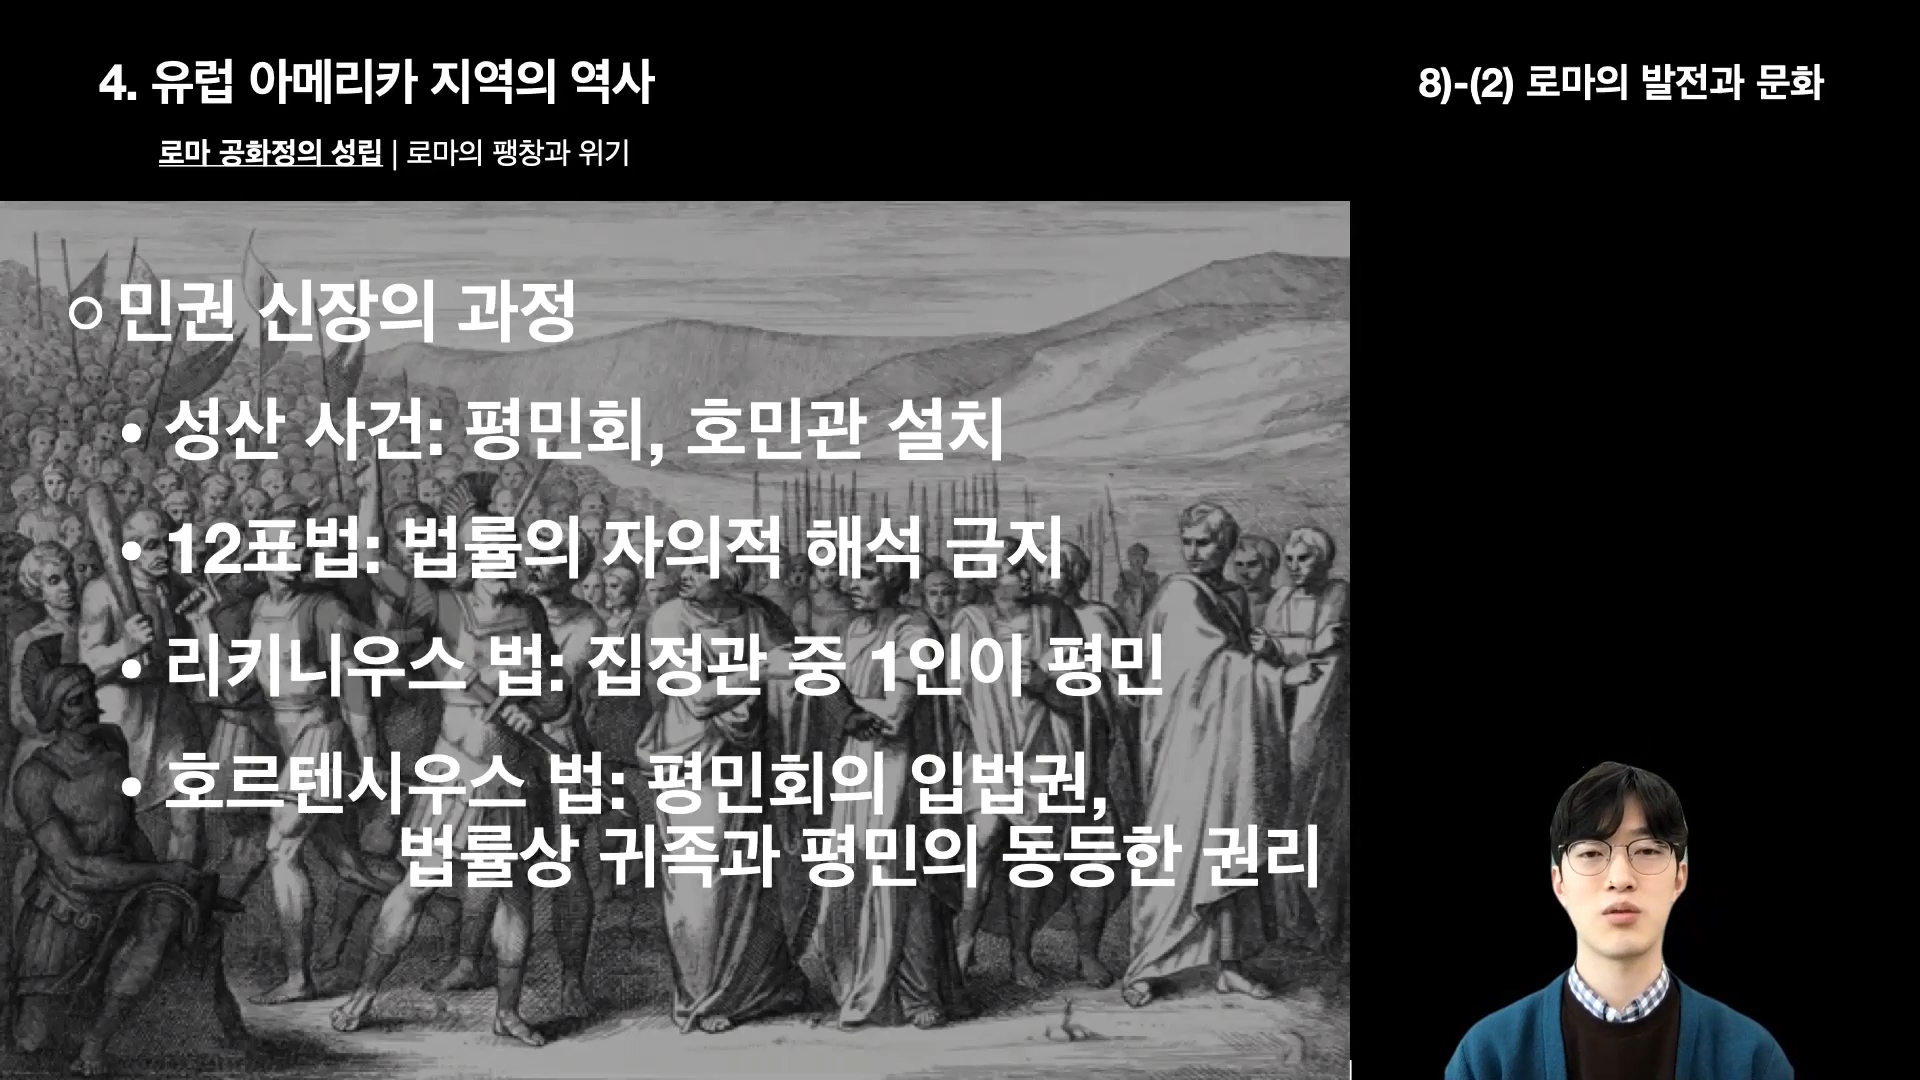 4. 유럽 아메리카 지역의 역사
8)-(2) 로마의 발전과 문화
로마 공화정의 성립 | 로마의 팽창과 위기
○ 민권 신장의 과정
• 성산 사건: 평민회, 호민관 설치
• 12표법: 법률의 자의적 해석 금지
• 리키니우스 법: 집정관 중 1인이 평민
• 호르텐시우스 법: 평민회의 입법권,
법률상 귀족과 평민의 동등한 권리